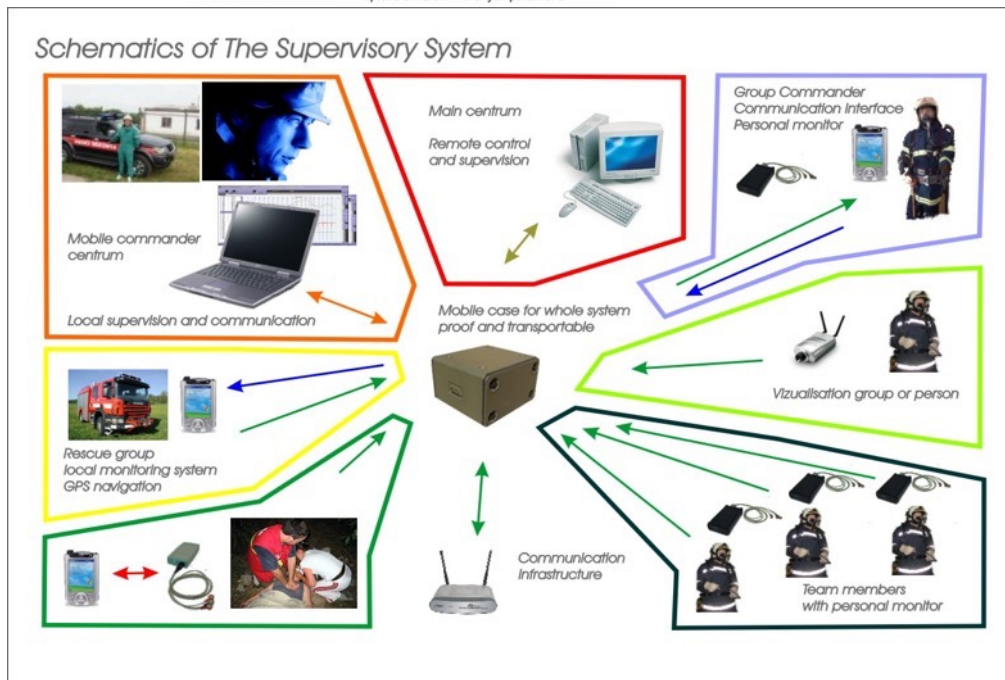 Schematics of The Supervisory System
Main centrum
Remote control
and supervision
Group Commander
Communication Interface
Personal monitor
Mobile commander
centrum
Local supervision and communication
Mobile case for whole system
proof and transportable
Vizualisation group or person
Rescue group
local monitoring system
GPS navigation
Communication
infrastructure
Team members
with personal monitor